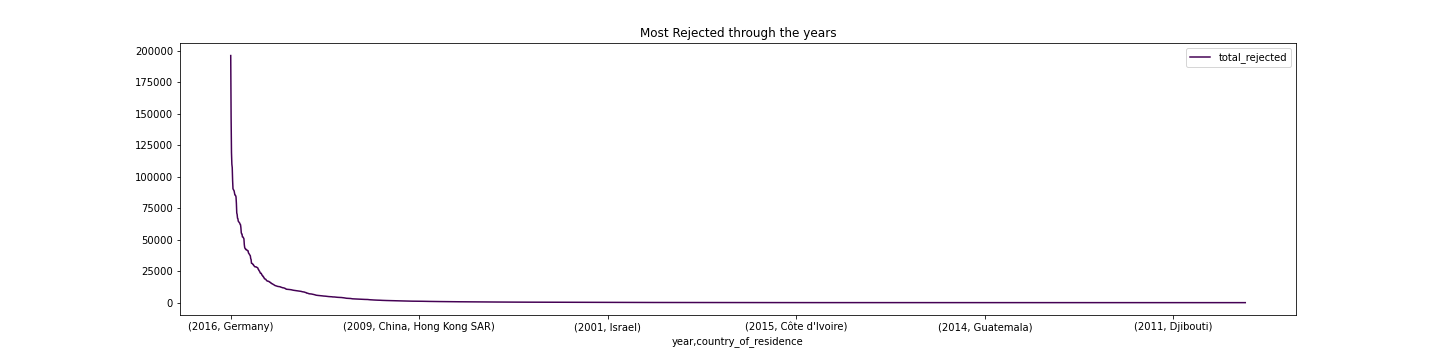 Most Rejected through the years
total_rejected
200000
175000
150000
125000
100000
75000
50000
25000
0
(2016, Germany)
(2009, China, Hong Kong SAR)
(2001, Israel)
(2015, Côte d'Ivoire)
(2014, Guatemala)
(2011, Djibouti)
year,country_of_residence